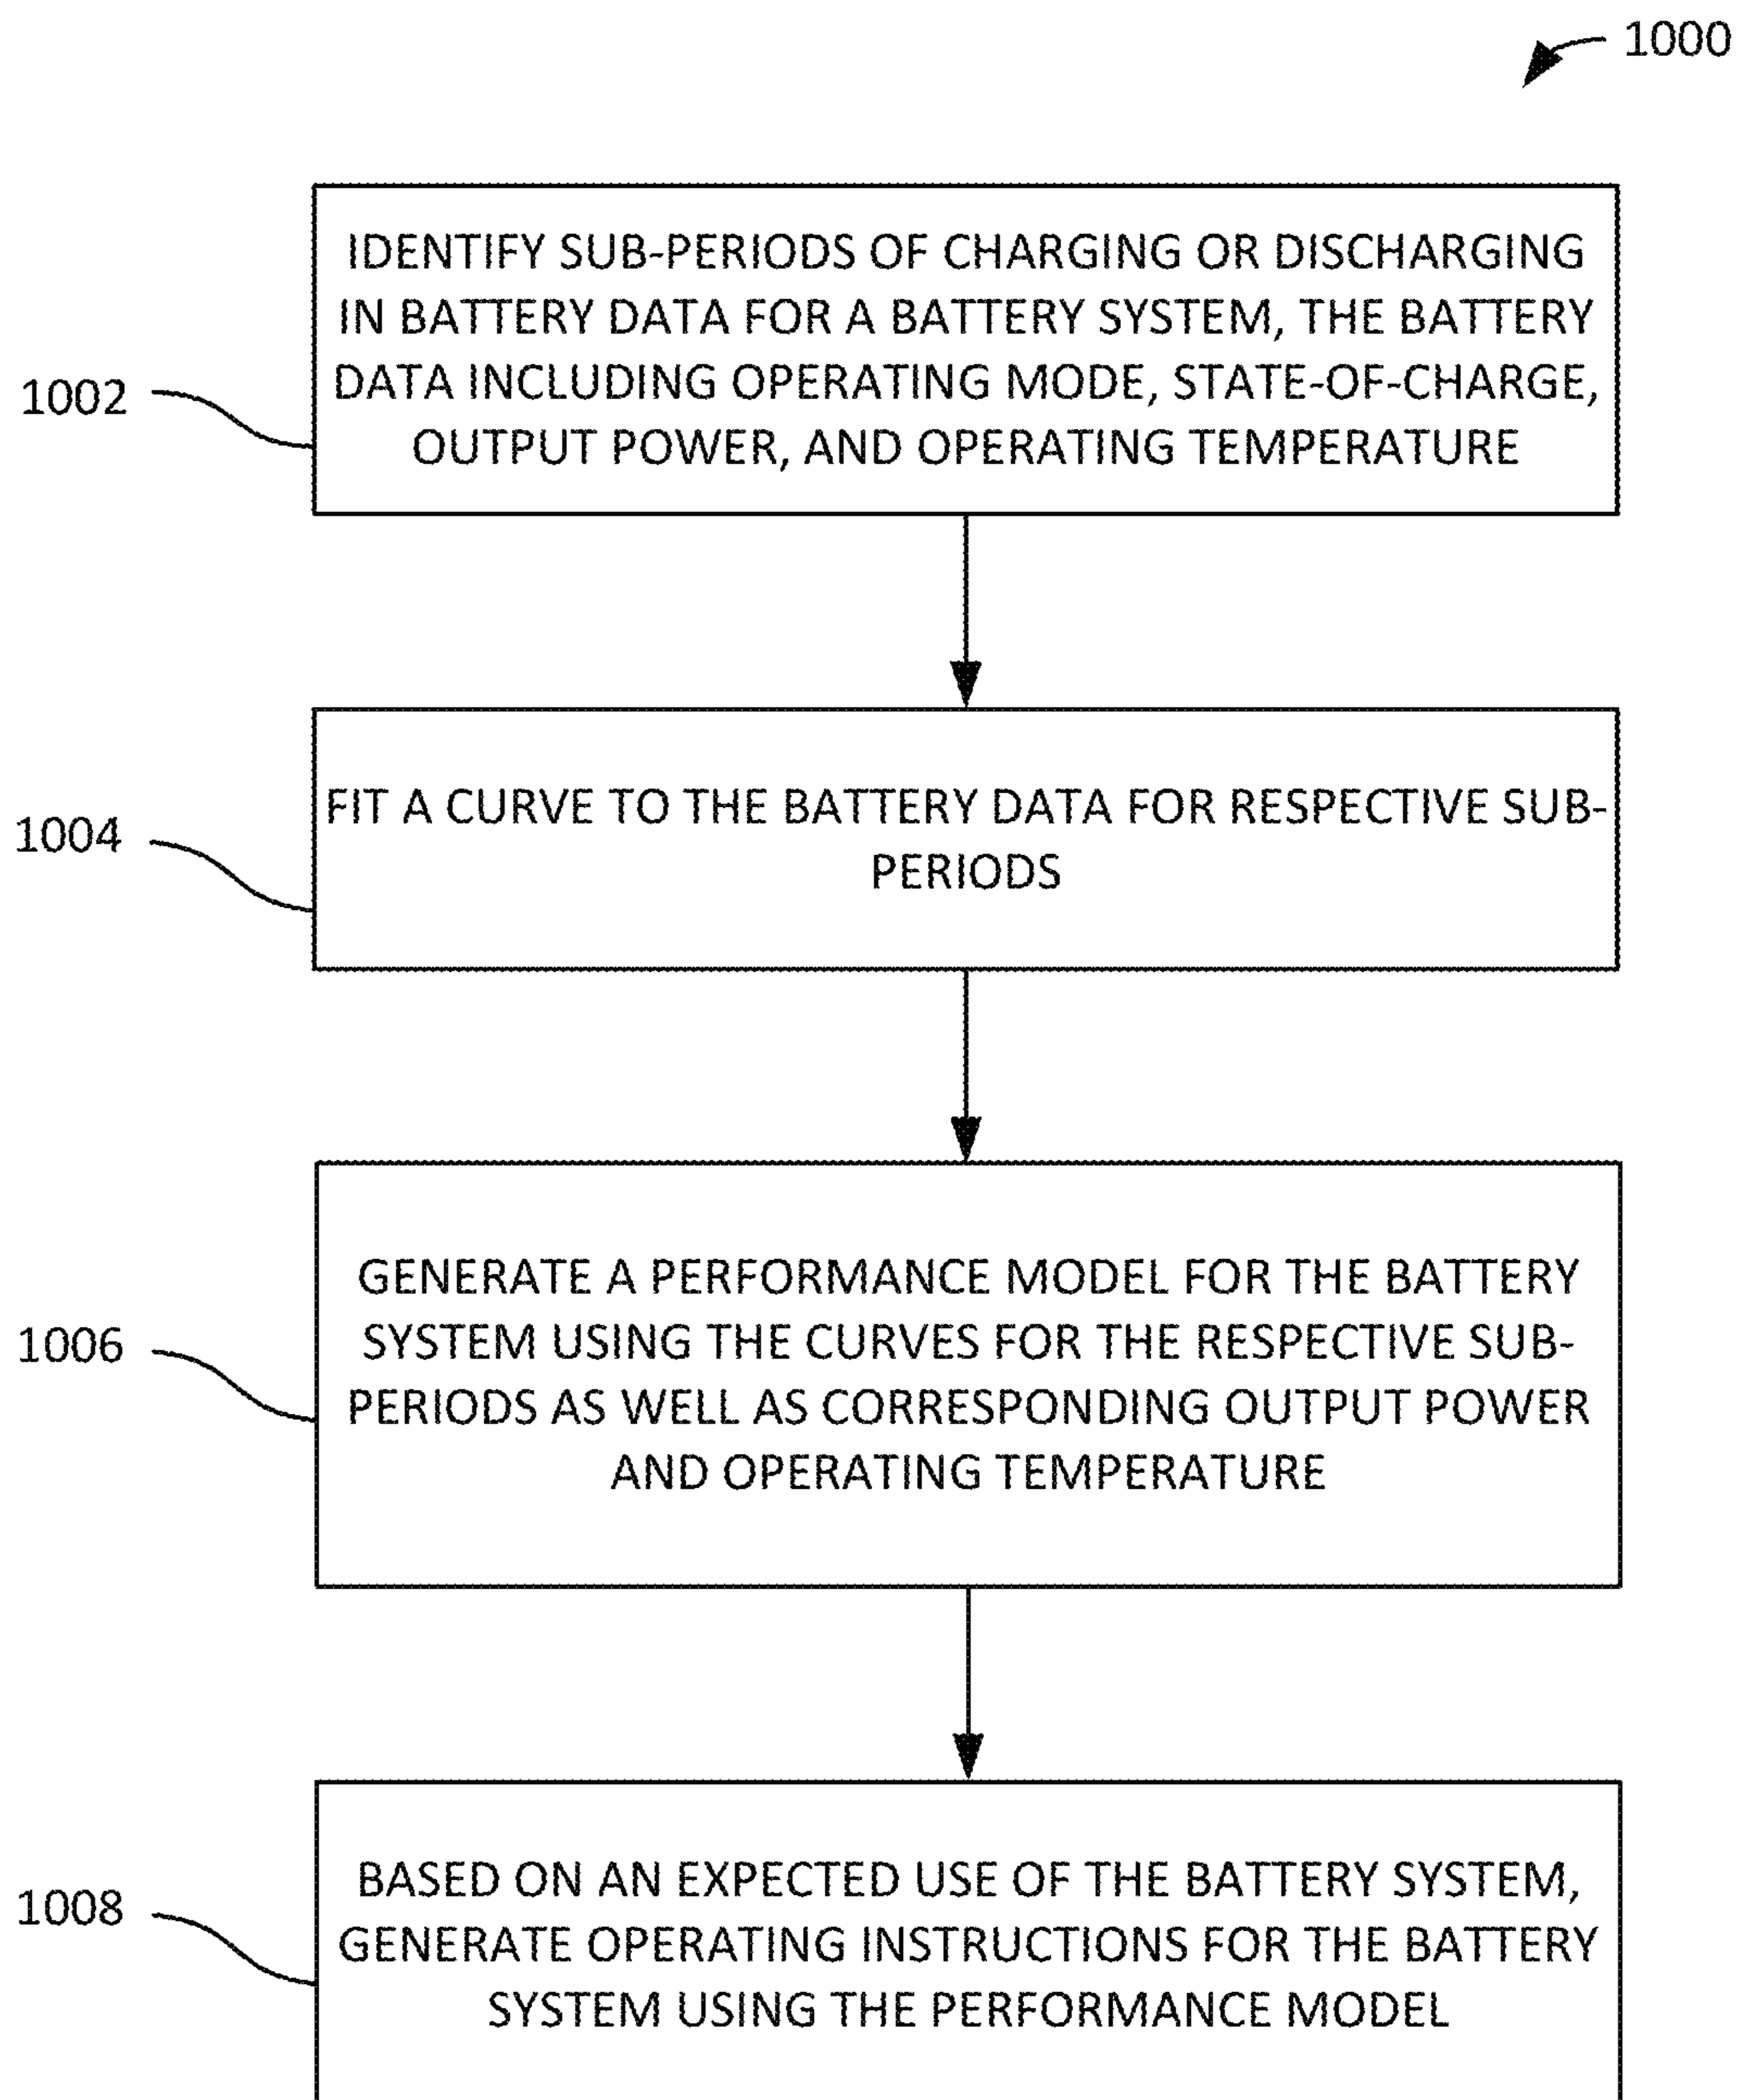 1000
IDENTIFY SUB-PERIODS OF CHARGING OR DISCHARGING
IN BATTERY DATA FOR A BATTERY SYSTEM, THE BATTERY
DATA INCLUDING OPERATING MODE, STATE-OF-CHARGE,
OUTPUT POWER, AND OPERATING TEMPERATURE
1002
FIT A CURVE TO THE BATTERY DATA FOR RESPECTIVE SUB-
PERIODS
1004
GENERATE A PERFORMANCE MODEL FOR THE BATTERY
SYSTEM USING THE CURVES FOR THE RESPECTIVE SUB-
PERIODS AS WELL AS CORRESPONDING OUTPUT POWER
AND OPERATING TEMPERATURE
1006
BASED ON AN EXPECTED USE OF THE BATTERY SYSTEM,
GENERATE OPERATING INSTRUCTIONS FOR THE BATTERY
SYSTEM USING THE PERFORMANCE MODEL
1008